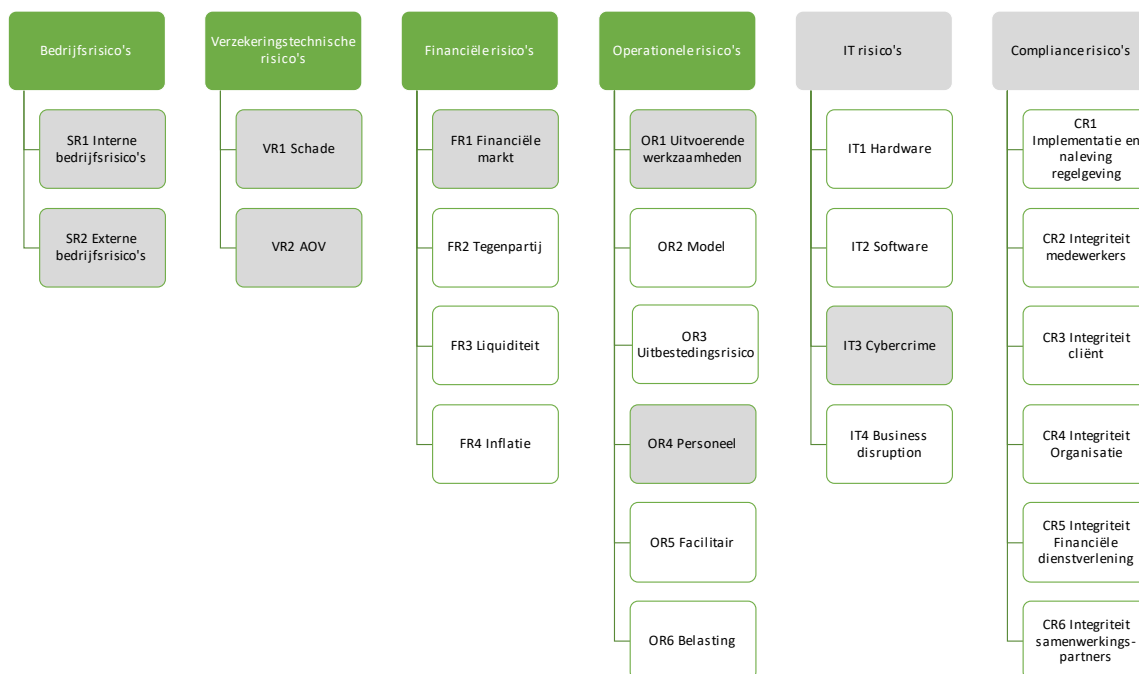 Bedrijfsrisico's
SR1 Interne
bedrijfsrisico's
SR2 Externe
bedrijfsrisico's
Verzekeringstechnische
risico's
VR1 Schade
VR2 AOV
Financiële risico's
FR1 Financiële
markt
FR2 Tegenpartij
FR3 Liquiditeit
FR4 Inflatie
Operationele risico's
OR1 Uitvoerende
werkzaamheden
OR2 Model
OR3
Uitbestedingsrisico
OR4 Personeel
OR5 Facilitair
OR6 Belasting
IT risico's
IT1 Hardware
IT2 Software
IT3 Cybercrime
IT4 Business
disruption
Compliance risico's
CR1
Implementatie en
naleving
regelgeving
CR2 Integriteit
medewerkers
CR3 Integriteit
cliënt
CR4 Integriteit
Organisatie
CR5 Integriteit
Financiële
dienstverlening
CR6 Integriteit
samenwerkings-
partners